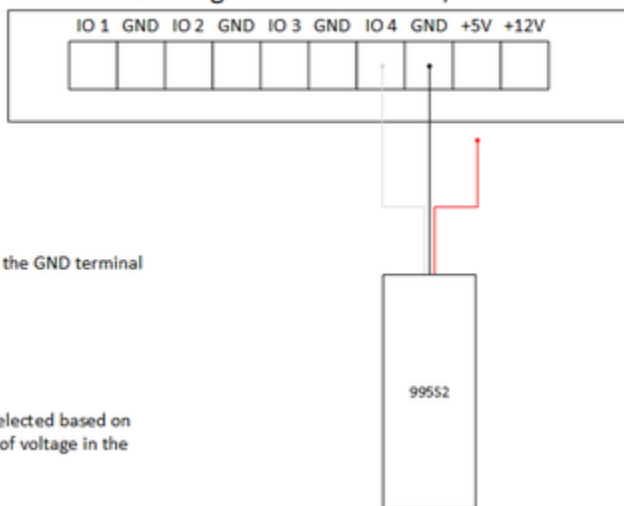 IO 1 GND IO 2 GND IO 3 GND IO 4 GND +5V +12V
the GND terminal
elected based on
of voltage in the
995S2